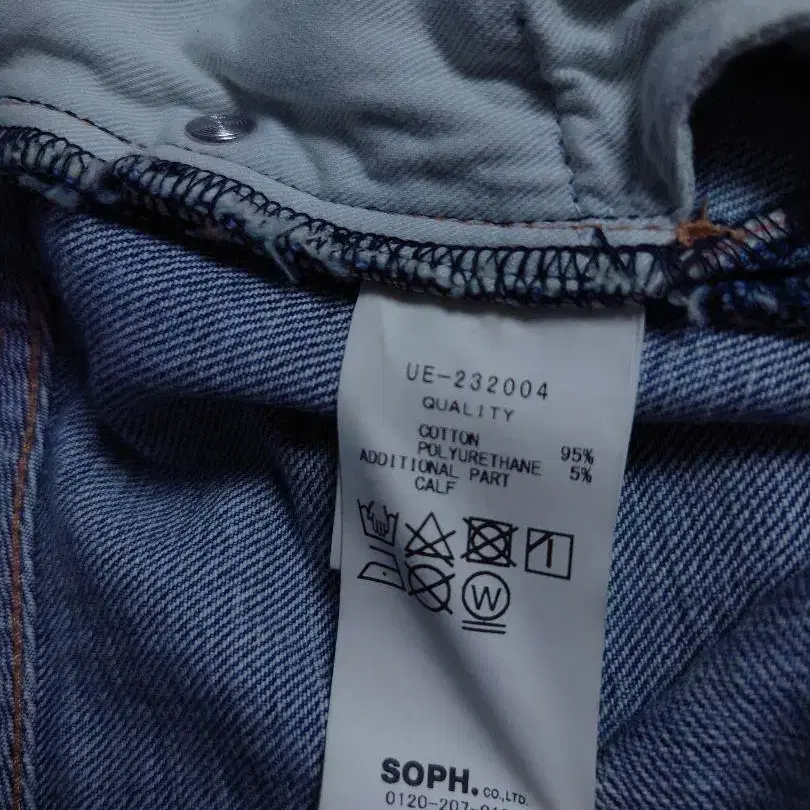 UE-232004
QUALITY
COTTON 95%
POLYURETHANE 5%
ADDITIONAL PART
CALF
W
SOPH. CO.,LTD.
0120-207-